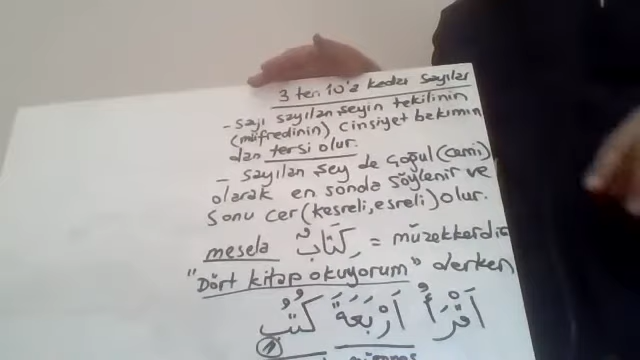 3 ten 10'a kadar sayılar
- sayı sayılan şeyin tekilinin
(müfredinin) cinsiyet bakımın
dan tersi olur.
- sayılan şey de çoğul (cemi)
olarak en sonda söylenir ve
sonu cer (kesreli, esreli) olur.
mesela كِتَابٌ = müzekkerdir
"Dört kitap okuyorum" derken
اَقْرَأُ اَرْبَعَةَ كُتُبٍ